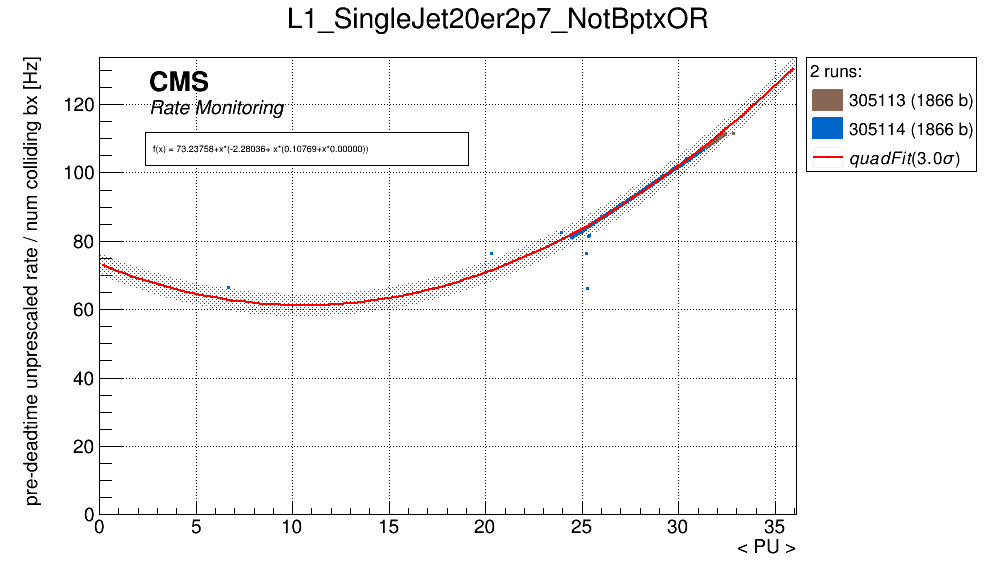 L1_SingleJet20er2p7_NotBptxOR
pre-deadtime unprescaled rate / num colliding bx [Hz]
CMS
Rate Monitoring
f(x) = 73.23758+x*(-2.28036+ x*(0.10769+x*0.00000))
2 runs:
305113 (1866 b)
305114 (1866 b)
quadFit(3.0σ)
120
100
80
60
40
20
0
0 5 10 15 20 25 30 35
< PU >